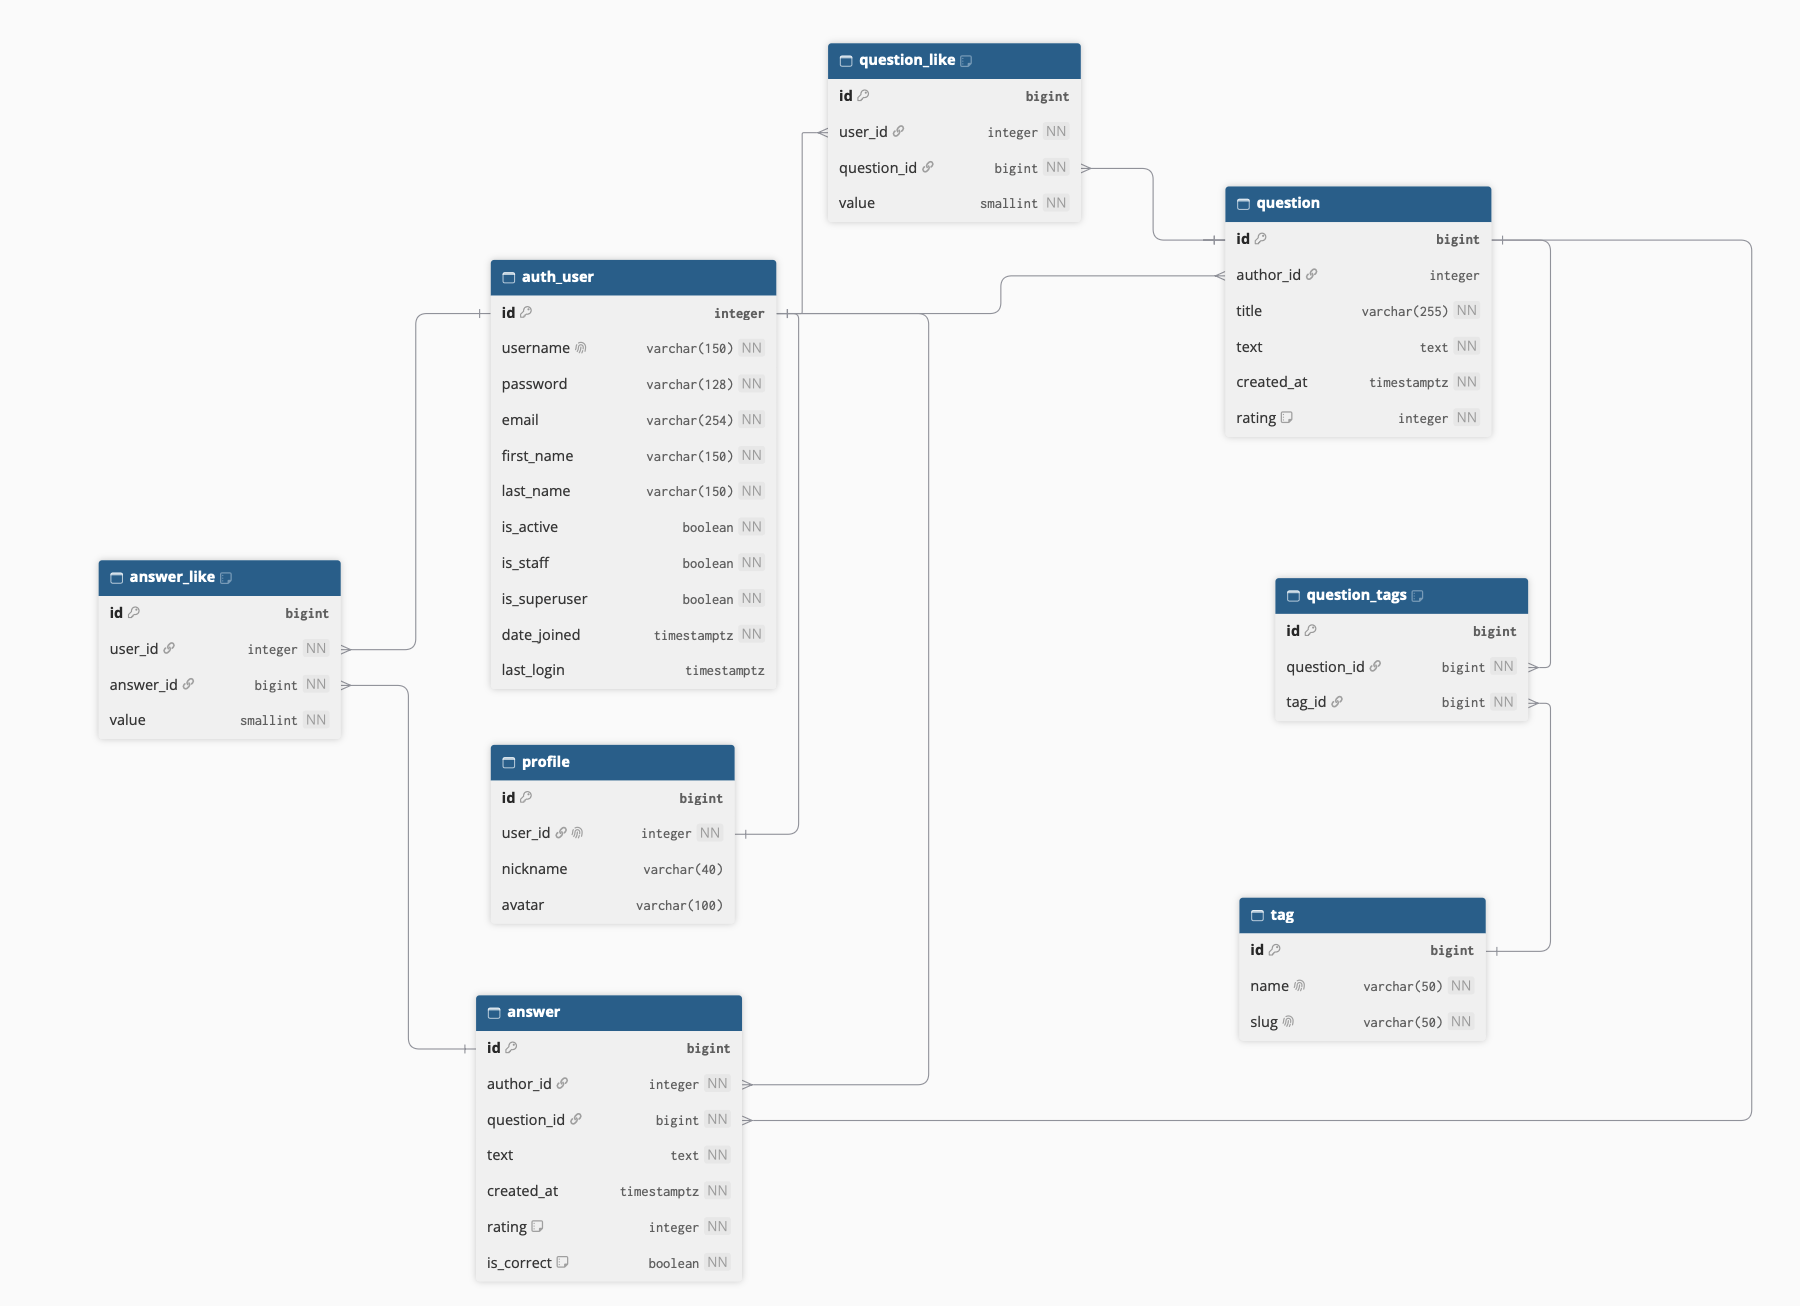 question_like
id bigint
user_id integer NN
question_id bigint NN
value smallint NN
question
id bigint
author_id integer
title varchar(255) NN
text text NN
created_at timestamptz NN
rating integer NN
auth_user
id integer
username varchar(150) NN
password varchar(128) NN
email varchar(254) NN
first_name varchar(150) NN
last_name varchar(150) NN
is_active boolean NN
is_staff boolean NN
is_superuser boolean NN
date_joined timestamptz NN
last_login timestamptz
answer_like
id bigint
user_id integer NN
answer_id bigint NN
value smallint NN
question_tags
id bigint
question_id bigint NN
tag_id bigint NN
profile
id bigint
user_id integer NN
nickname varchar(40)
avatar varchar(100)
tag
id bigint
name varchar(50) NN
slug varchar(50) NN
answer
id bigint
author_id integer NN
question_id bigint NN
text text NN
created_at timestamptz NN
rating integer NN
is_correct boolean NN